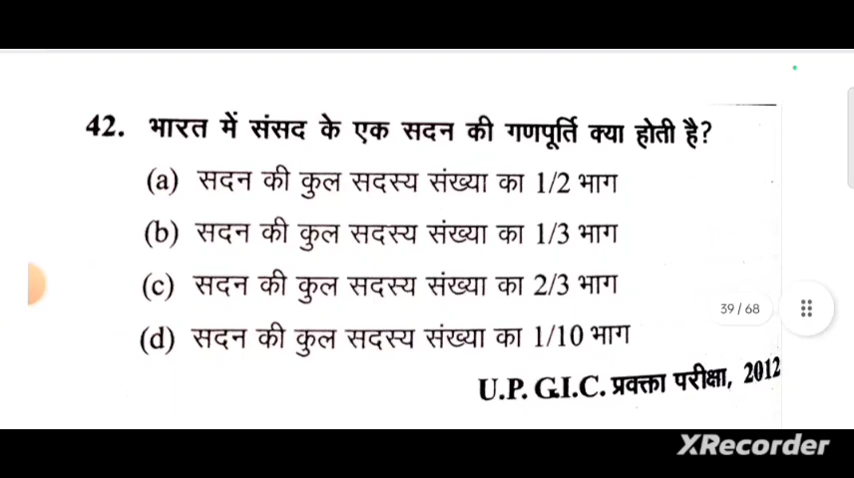 42. भारत में संसद के एक सदन की गणपूर्ति क्या होती है?
(a) सदन की कुल सदस्य संख्या का 1/2 भाग
(b) सदन की कुल सदस्य संख्या का 1/3 भाग
(c) सदन की कुल सदस्य संख्या का 2/3 भाग
39 / 68
(d) सदन की कुल सदस्य संख्या का 1/10 भाग
U.P. G.I.C. प्रवक्ता परीक्षा, 2012
XRecorder